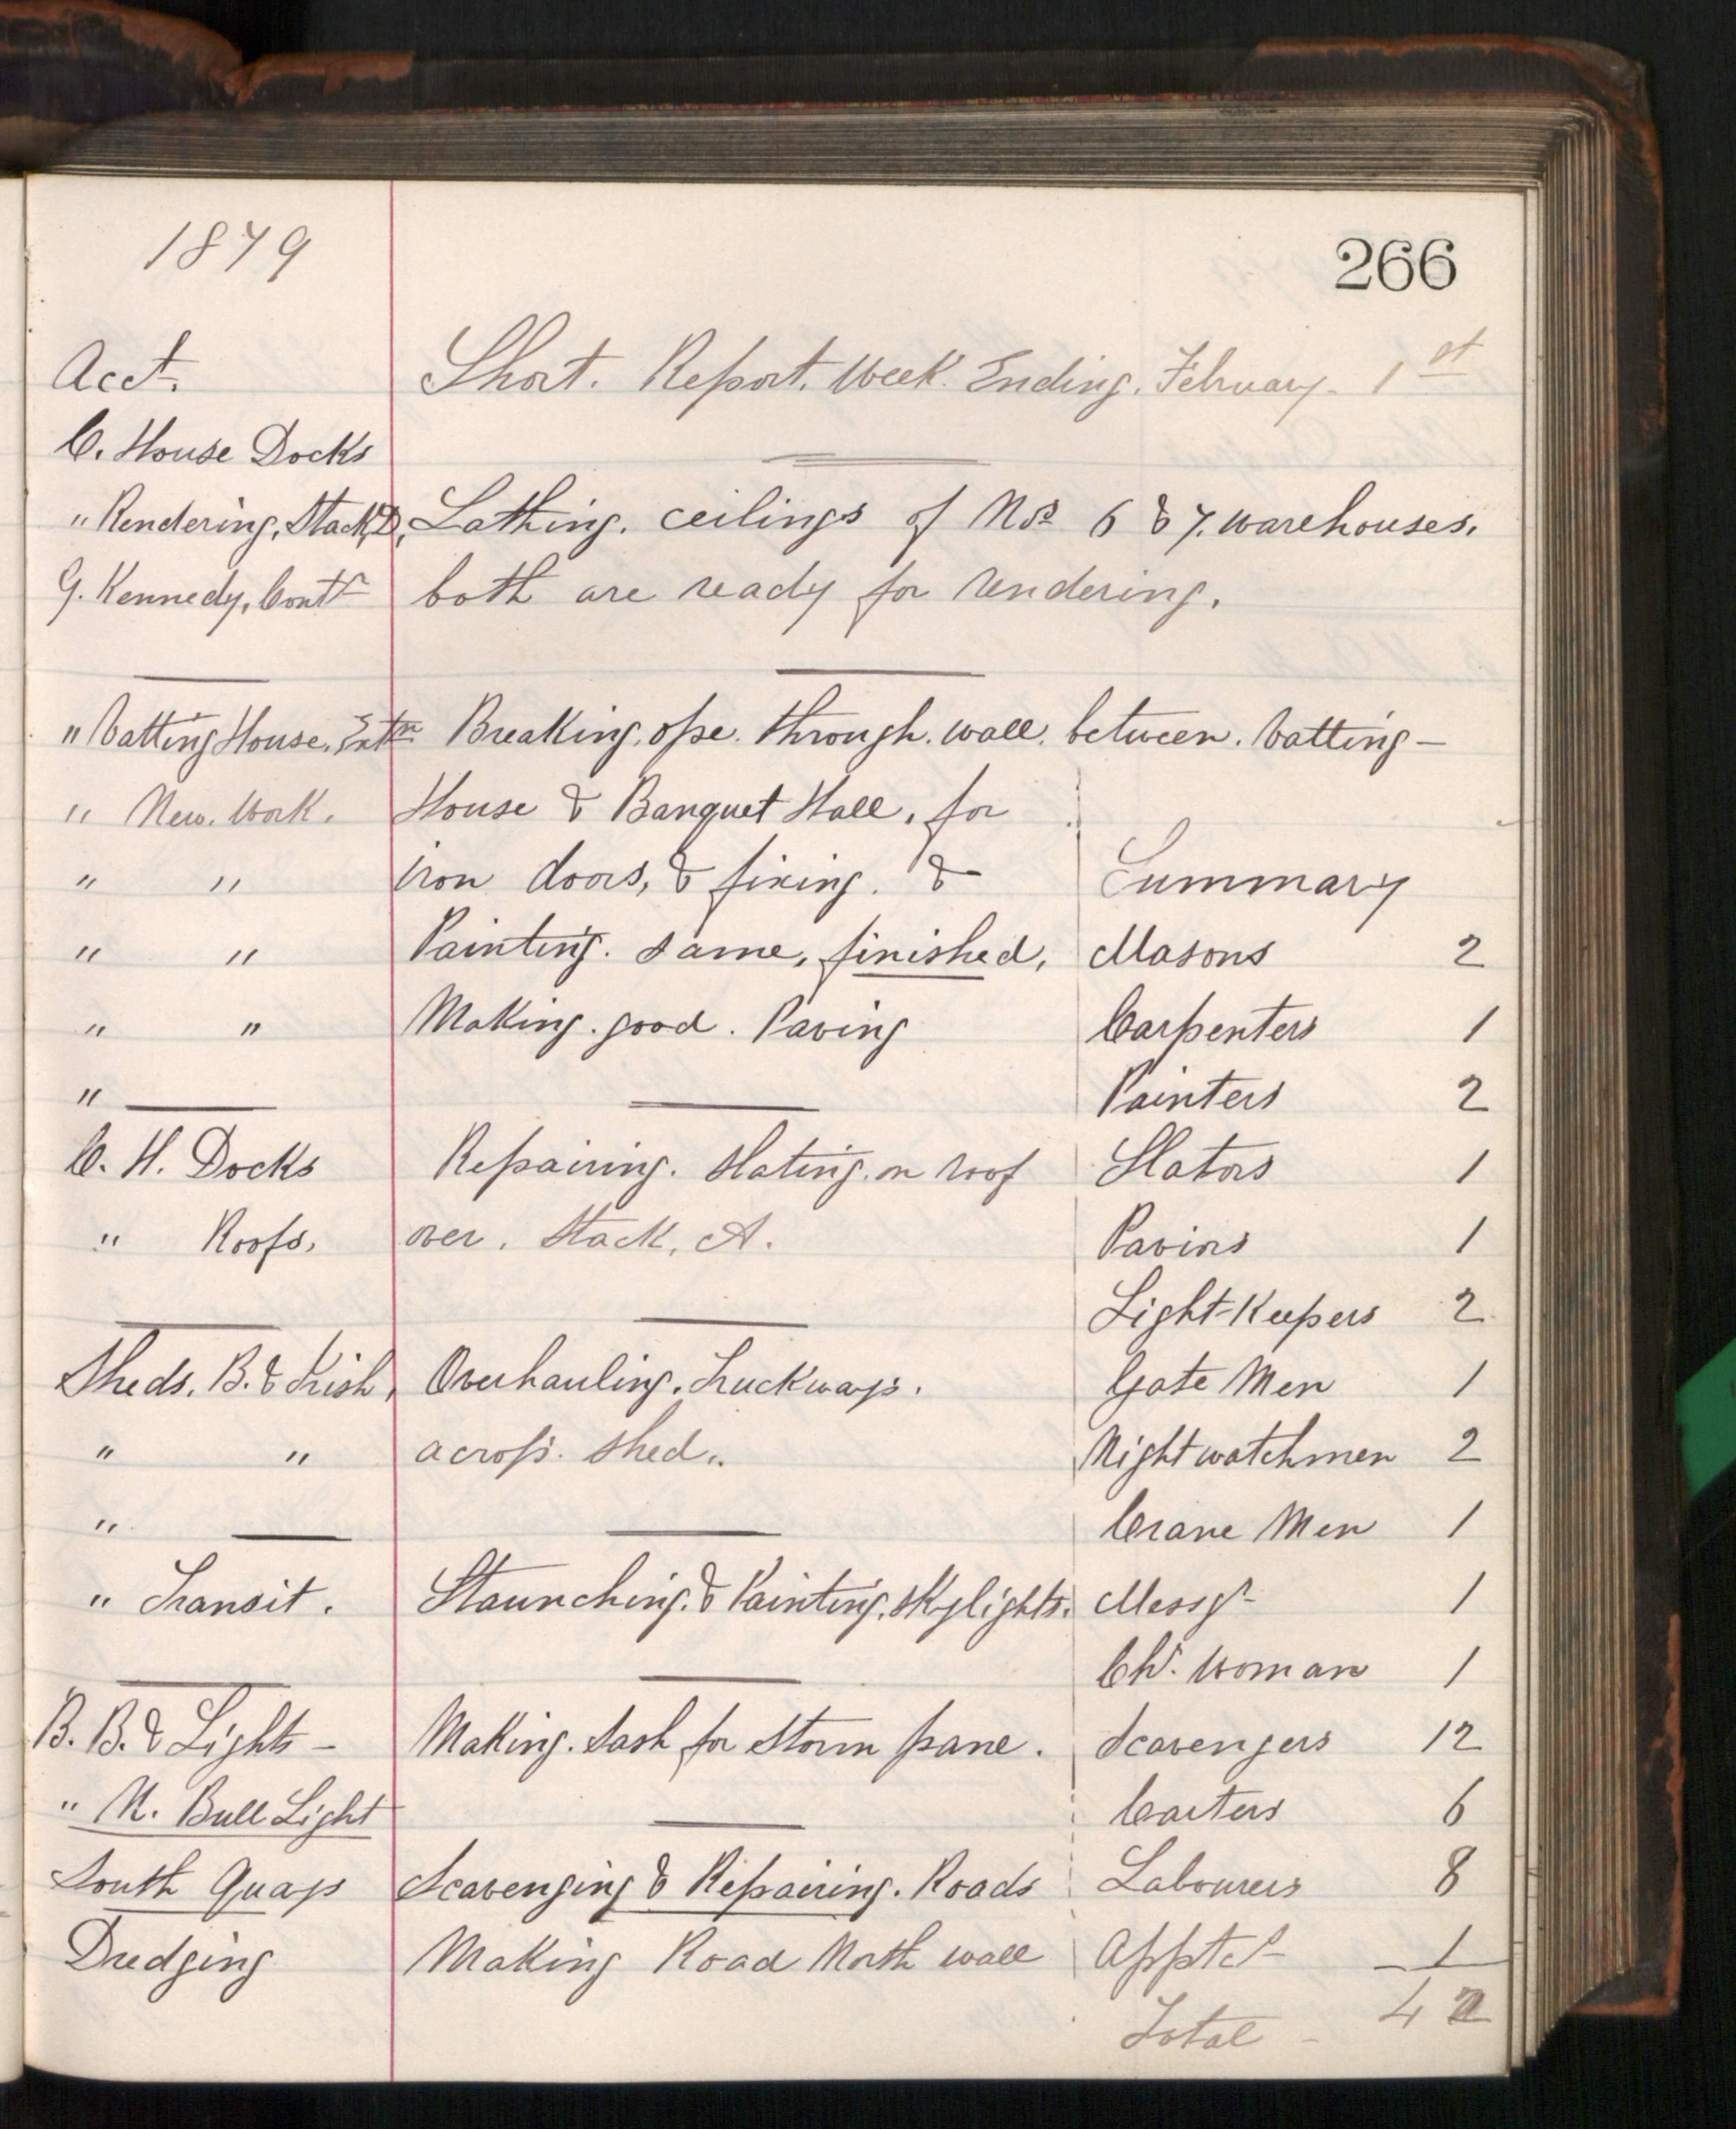 1879
266
Acct. Short. Report. Week. Ending. February. 1st
C. House Docks
" Rendering, Stack D, Lathing. ceilings of Nos 6 & 7. warehouses,
G. Kennedy, Contr both are ready for rendering.
" Vatting House, Breaking. ope. through. wall. between. Vatting-
" New. Work. House & Banquet Hall, for
" " iron doors, & fixing. & Summary
" " Painting. same, finished, Masons 2
" " Making. good. Paving Carpenters 1
" Painters 2
C. H. Docks Repairing. slating. on roof Slators 1
" Roofs, over. Stack, A. Paviors 1
Light-Keepers 2
Sheds. B. & Irish, Overhauling. Truckways. Gate Men 1
" " across. shed.. Nightwatchmen 2
" Crane Men 1
" Transit. Staunching. & Painting. skylights. Messgr 1
Chr. Woman 1
B. B. & Lights - Making. Sash for storm pane. Scavengers 12
" N. Bull Light Carters 6
South Quays Scavenging & Repairing. Roads Labourers 8
Dredging Making Road North wall Apptes 1
Total - 42